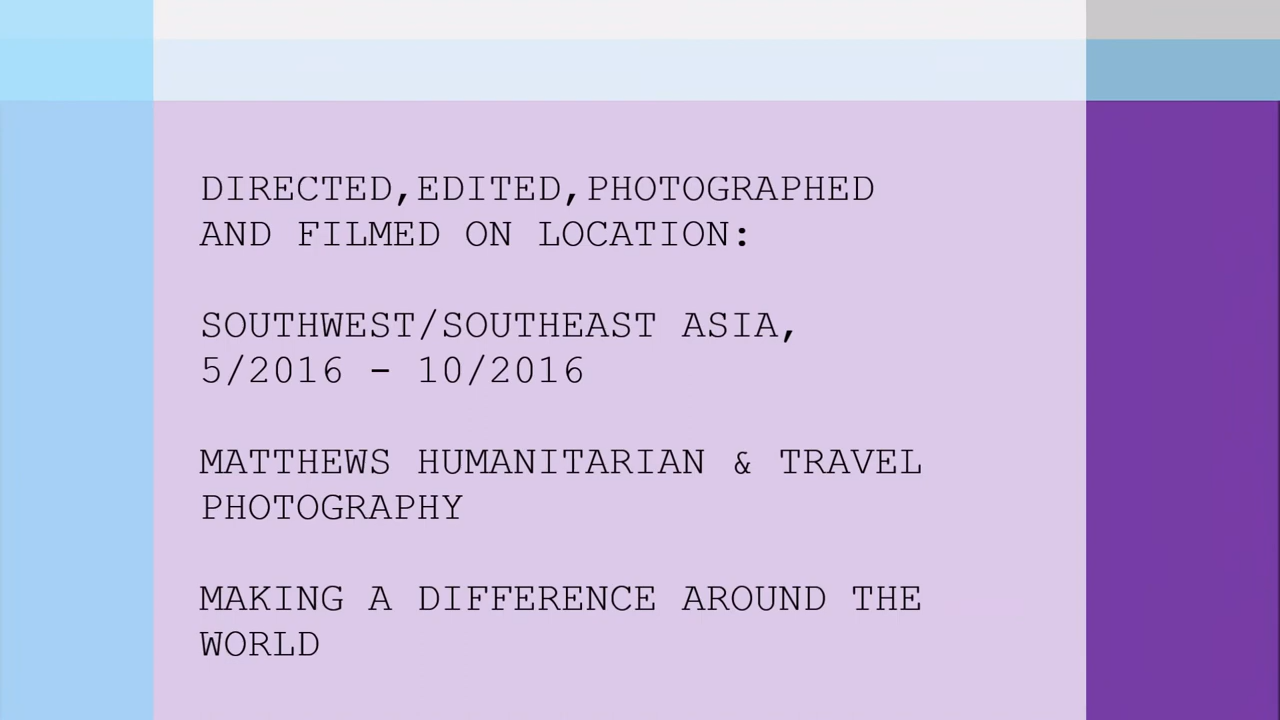 DIRECTED,EDITED,PHOTOGRAPHED
AND FILMED ON LOCATION:
SOUTHWEST/SOUTHEAST ASIA,
5/2016 - 10/2016
MATTHEWS HUMANITARIAN & TRAVEL
PHOTOGRAPHY
MAKING A DIFFERENCE AROUND THE
WORLD